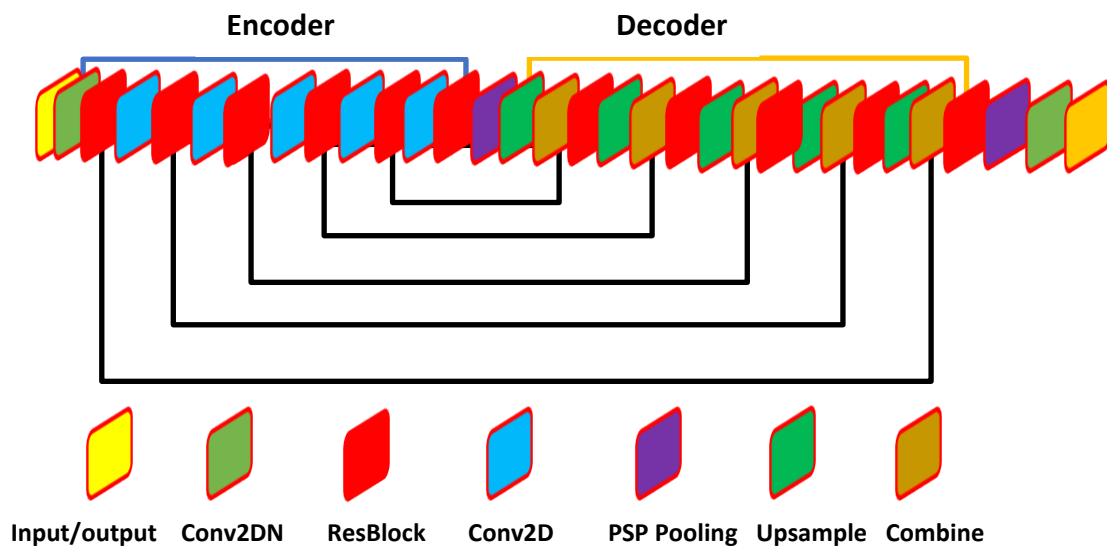 Encoder Decoder
Input/output Conv2DN ResBlock Conv2D PSP Pooling Upsample Combine